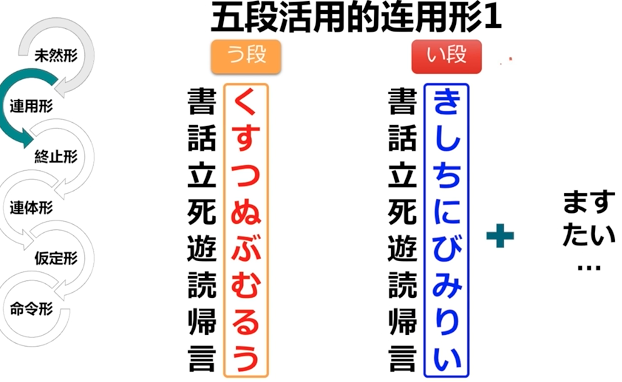 五段活用的连用形1
未然形
連用形
終止形
連体形
仮定形
命令形
う段
書く
話す
立つ
死ぬ
遊ぶ
読む
帰る
言う
い段
書き
話し
立ち
死に
遊び
読み
帰り
言い
+
ます
たい
...